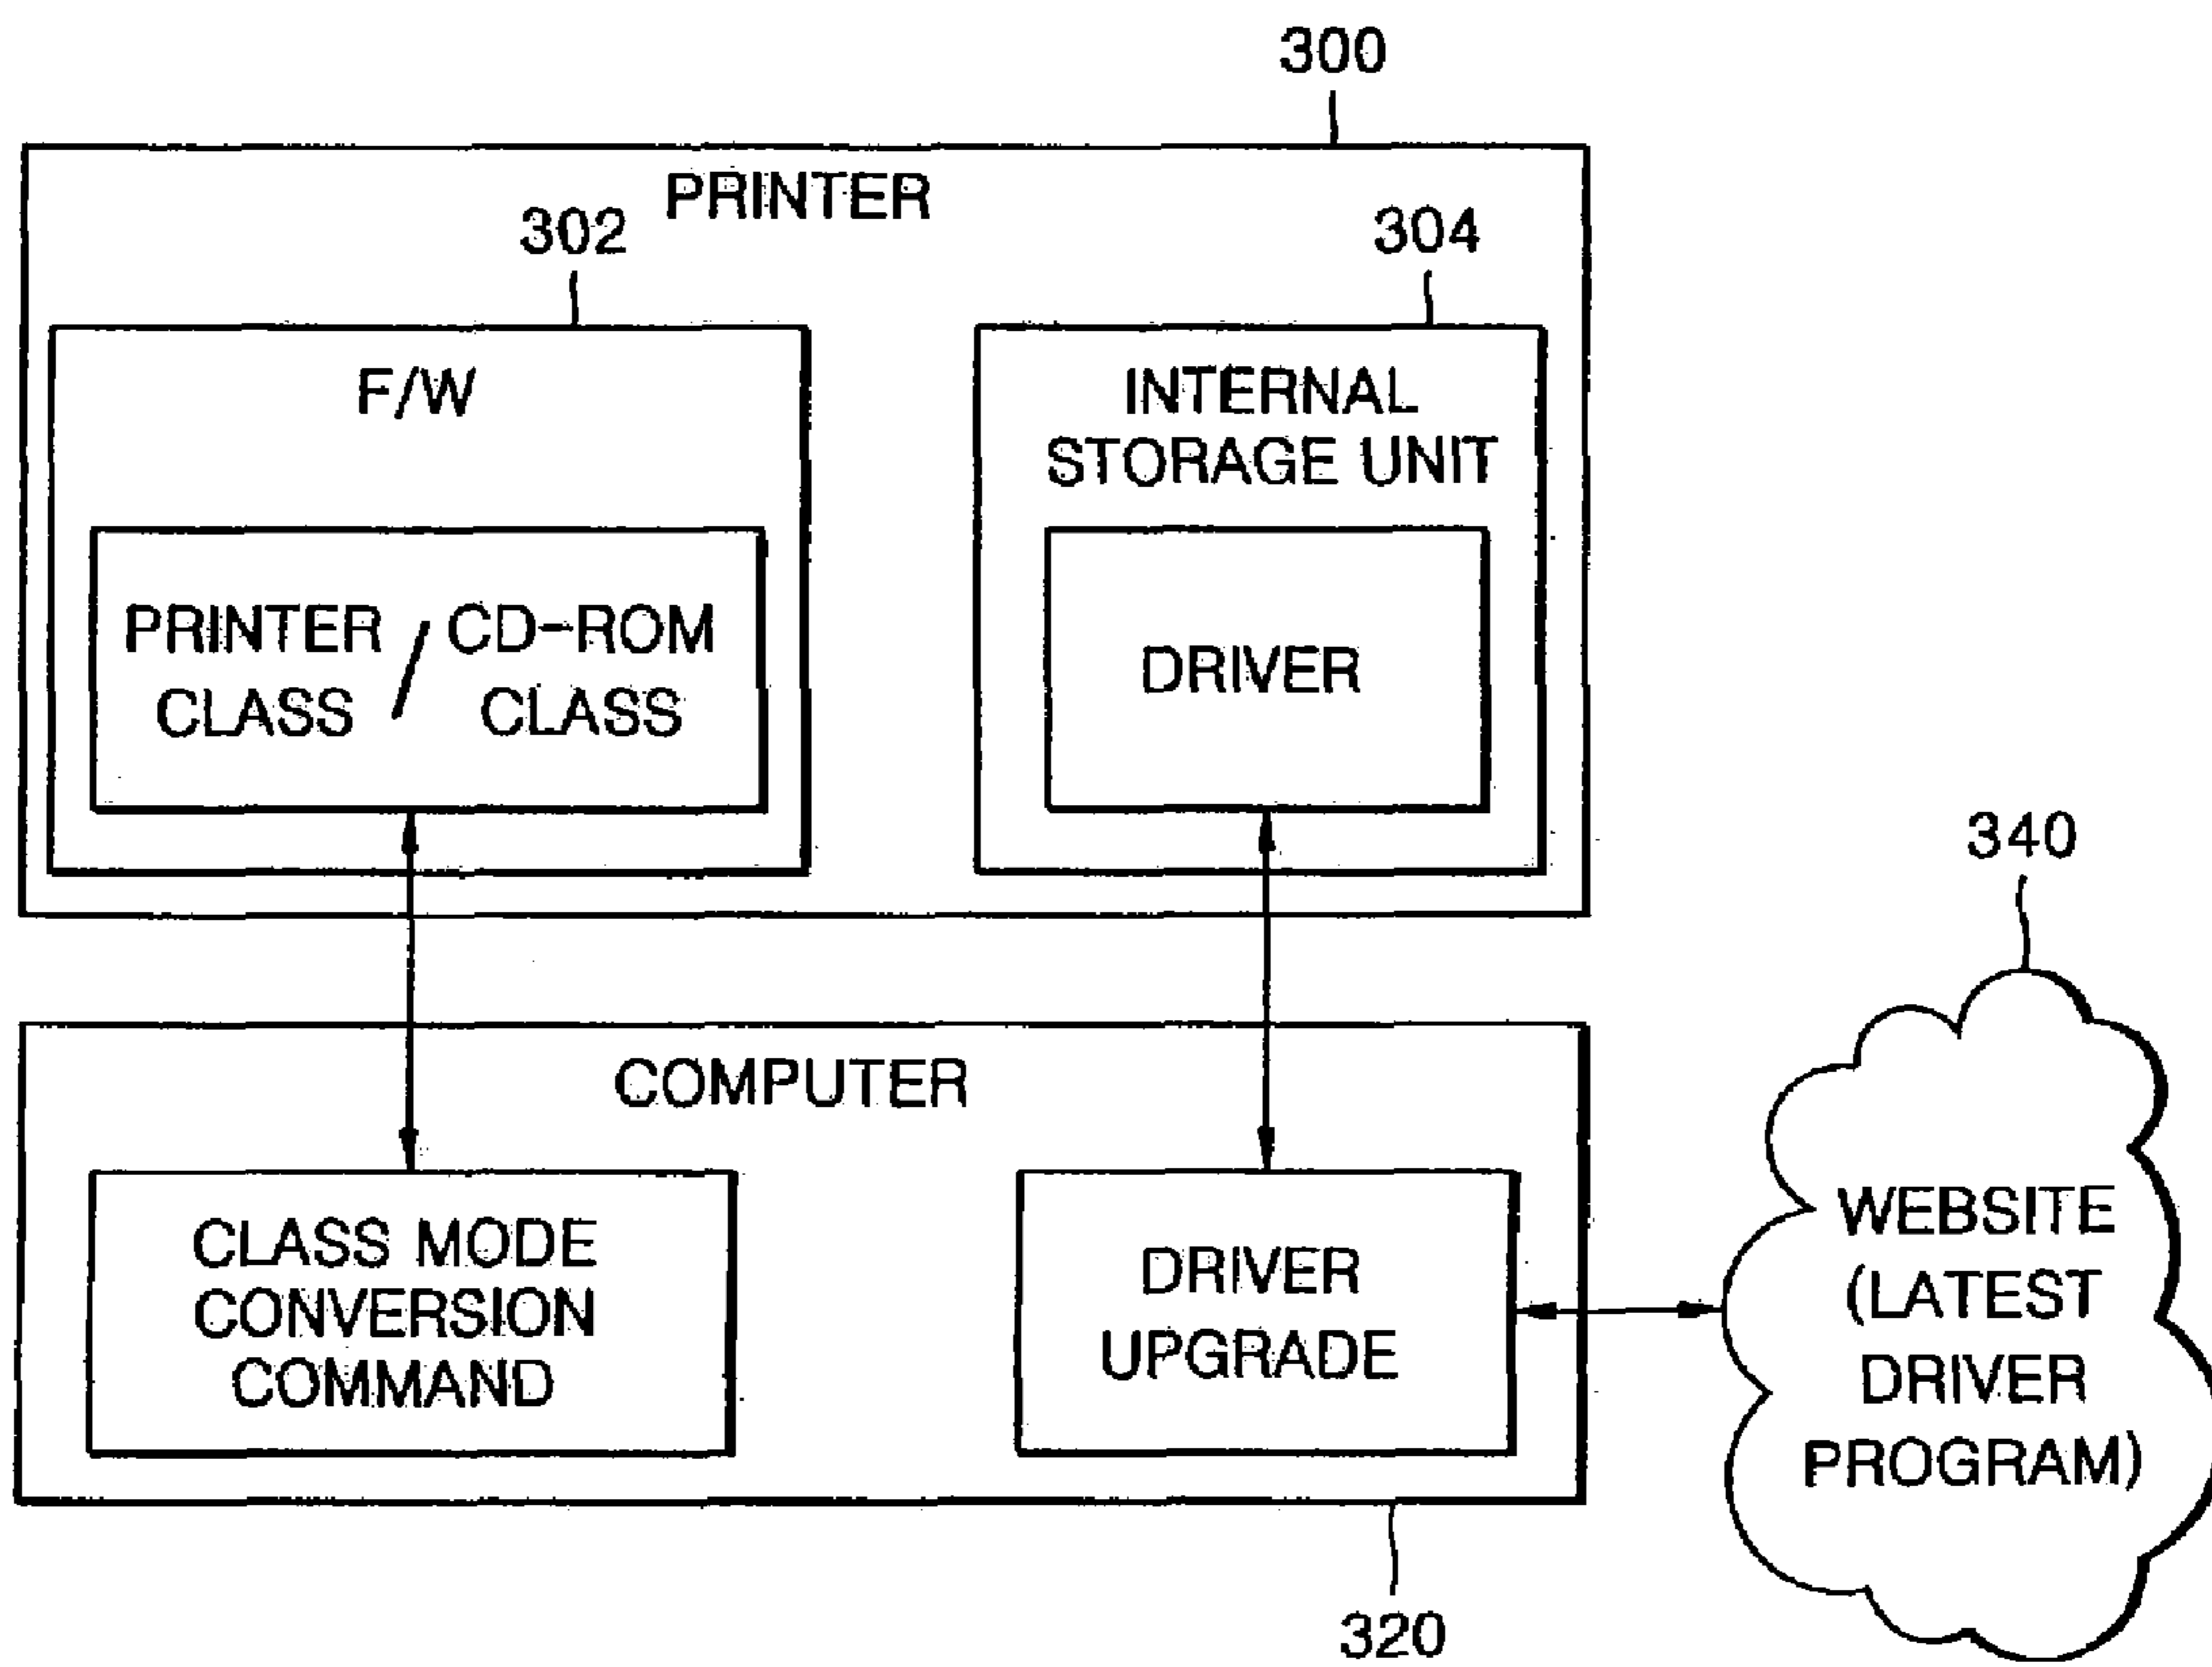 300
PRINTER
302
304
F/W
INTERNAL
STORAGE UNIT
PRINTER / CD-ROM
CLASS CLASS
DRIVER
340
COMPUTER
CLASS MODE
CONVERSION
COMMAND
DRIVER
UPGRADE
WEBSITE
(LATEST
DRIVER
PROGRAM)
320